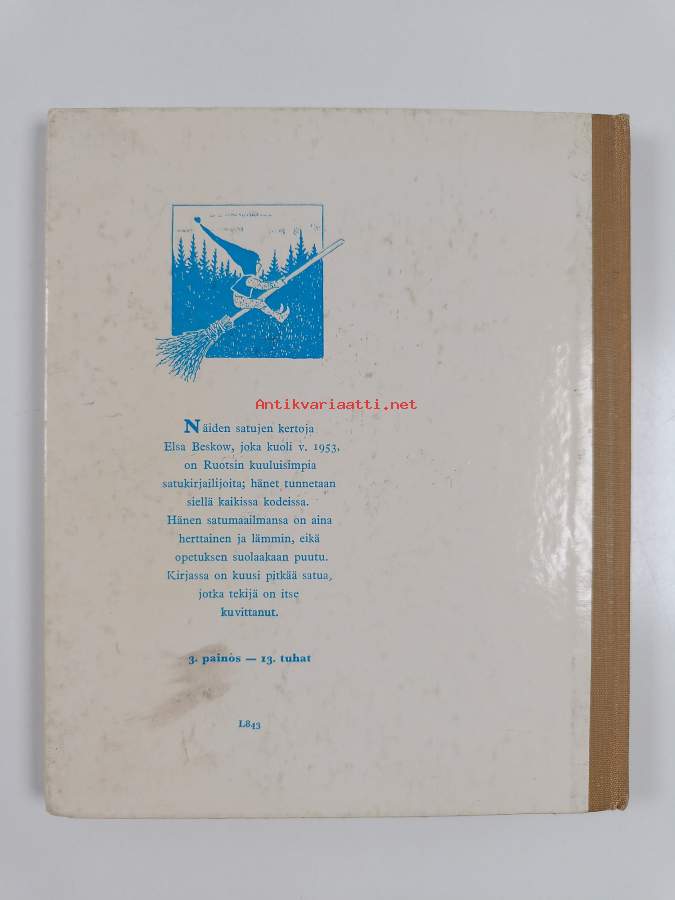 Antikvariaatti.net
Näiden satujen kertoja
Elsa Beskow, joka kuoli v. 1953,
on Ruotsin kuuluisimpia
satukirjailijoita; hänet tunnetaan
siellä kaikissa kodeissa.
Hänen satumaailmansa on aina
herttainen ja lämmin, eikä
opetuksen suolaakaan puutu.
Kirjassa on kuusi pitkää satua,
jotka tekijä on itse
kuvittanut.
3. painos — 13. tuhat
L843